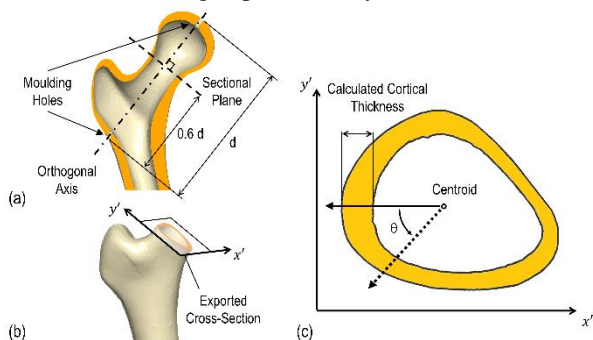 Moulding
Holes
Sectional
Plane
0.6 d
d
Orthogonal
Axis
(a)
y′
x′
Exported
Cross-Section
(b)
y′
Calculated Cortical
Thickness
Centroid
θ
x′
(c)